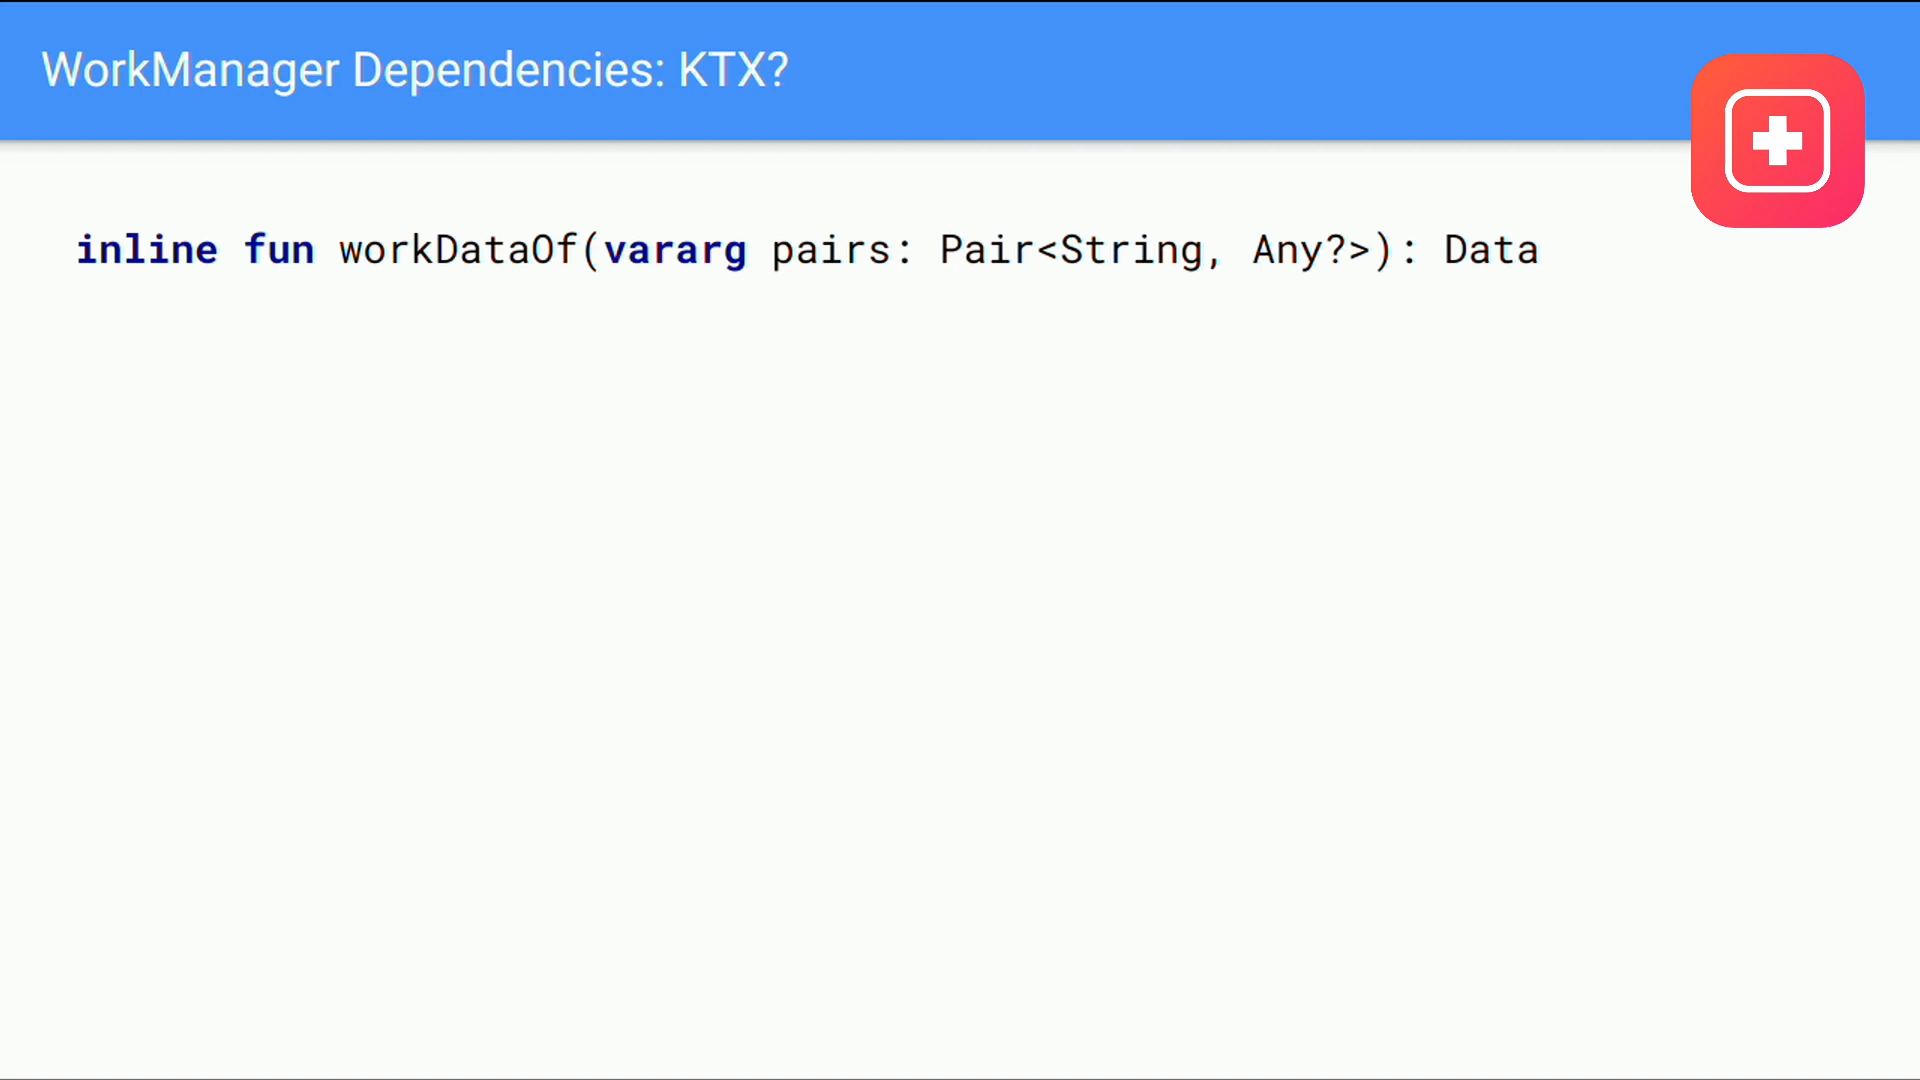 WorkManager Dependencies: KTX?
inline fun workDataOf(vararg pairs: Pair<String, Any?>): Data